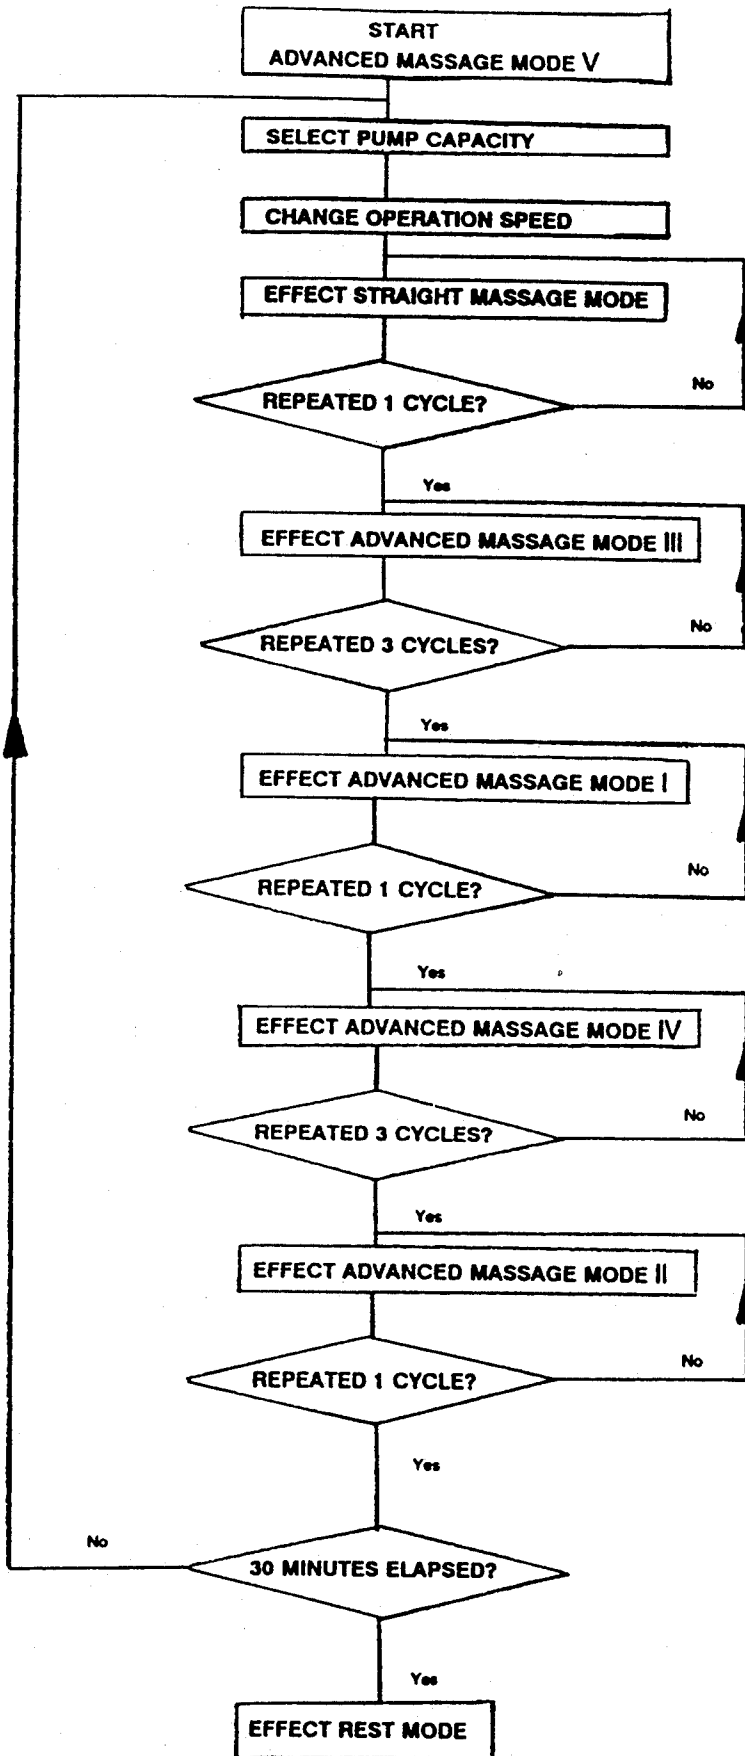 START
ADVANCED MASSAGE MODE V
SELECT PUMP CAPACITY
CHANGE OPERATION SPEED
EFFECT STRAIGHT MASSAGE MODE
No
REPEATED 1 CYCLE?
Yes
EFFECT ADVANCED MASSAGE MODE III
No
REPEATED 3 CYCLES?
Yes
EFFECT ADVANCED MASSAGE MODE I
No
REPEATED 1 CYCLE?
Yes
EFFECT ADVANCED MASSAGE MODE IV
No
REPEATED 3 CYCLES?
Yes
EFFECT ADVANCED MASSAGE MODE II
No
REPEATED 1 CYCLE?
Yes
No
30 MINUTES ELAPSED?
Yes
EFFECT REST MODE